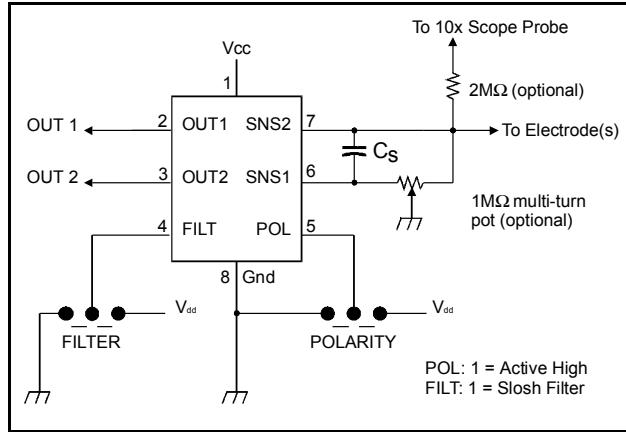 To 10x Scope Probe
Vcc
1
2MΩ (optional)
OUT 1
2
OUT1
SNS2
7
To Electrode(s)
CS
OUT 2
3
OUT2
SNS1
6
1MΩ multi-turn
pot (optional)
4
FILT
POL
5
8
Gnd
Vdd
Vdd
FILTER
POLARITY
POL: 1 = Active High
FILT: 1 = Slosh Filter